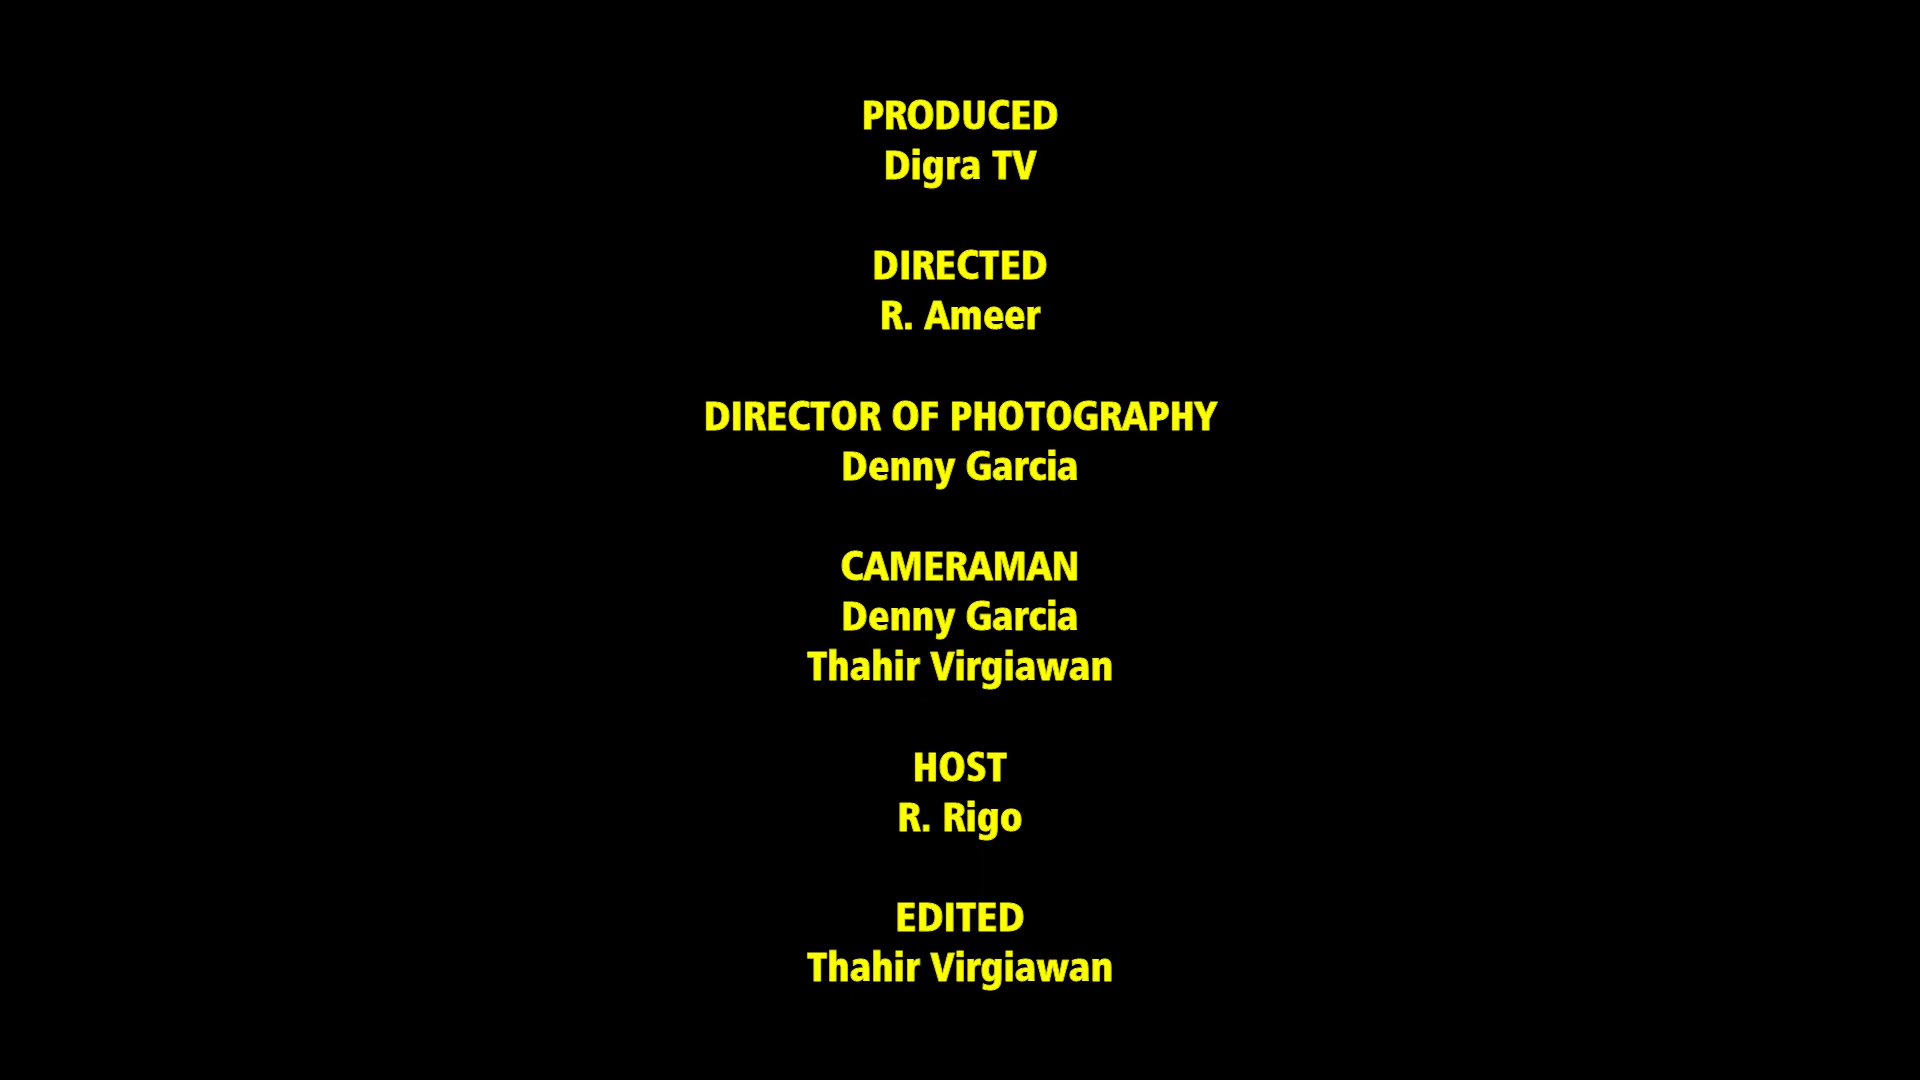 PRODUCED
Digra TV
DIRECTED
R. Ameer
DIRECTOR OF PHOTOGRAPHY
Denny Garcia
CAMERAMAN
Denny Garcia
Thahir Virgiawan
HOST
R. Rigo
EDITED
Thahir Virgiawan